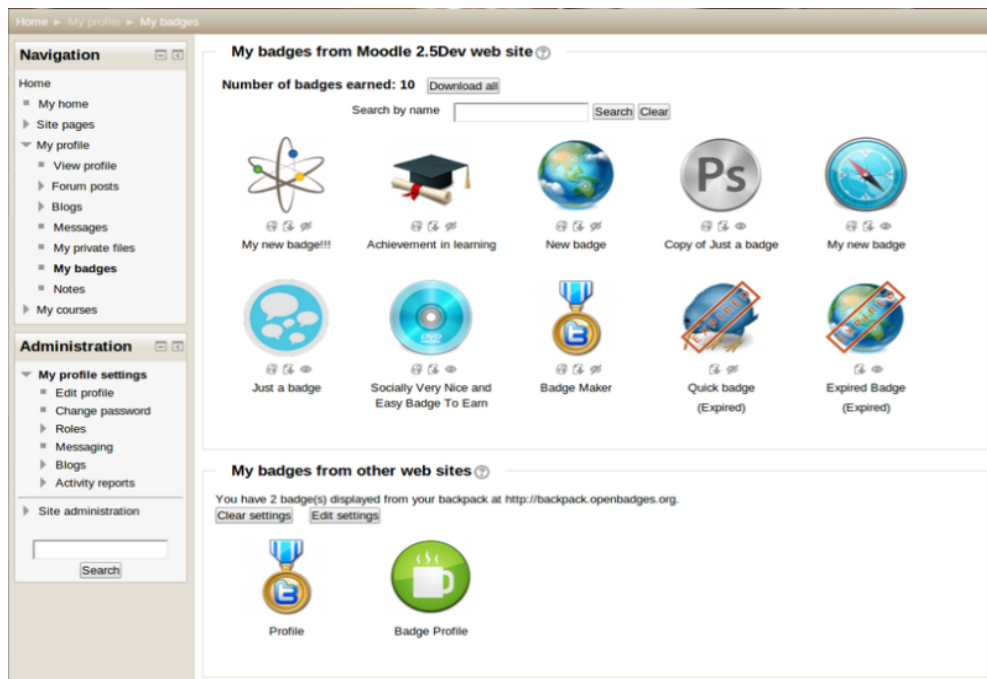 Home ► My profile ► My badges
Navigation
Home
My home
Site pages
My profile
View profile
Forum posts
Blogs
Messages
My private files
My badges
Notes
My courses
Administration
My profile settings
Edit profile
Change password
Roles
Messaging
Blogs
Activity reports
Site administration
Search
My badges from Moodle 2.5Dev web site
Number of badges earned: 10 Download all
Search by name Search Clear
Ps
My new badge!!! Achievement in learning New badge Copy of Just a badge My new badge
DVD
EXPIRED EXPIRED
Just a badge Socially Very Nice and Badge Maker Quick badge Expired Badge
Easy Badge To Earn (Expired) (Expired)
My badges from other web sites
You have 2 badge(s) displayed from your backpack at http://backpack.openbadges.org.
Clear settings Edit settings
Profile Badge Profile